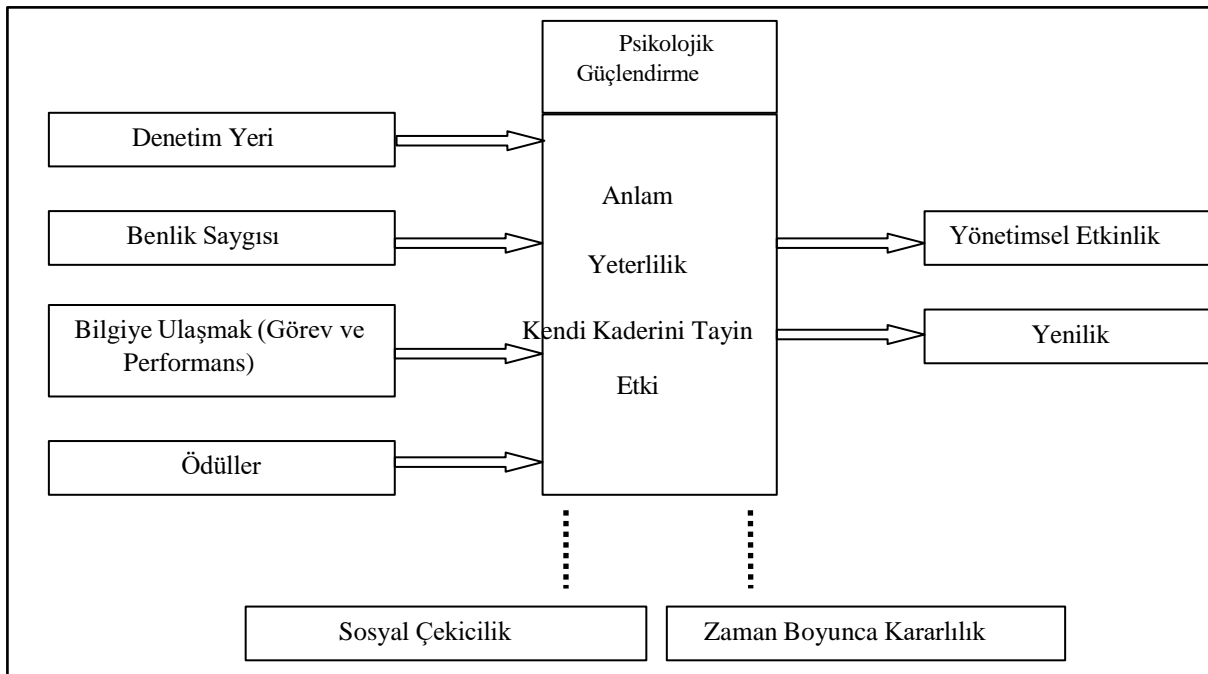 Psikolojik
Güçlendirme
Denetim Yeri
Benlik Saygısı
Bilgiye Ulaşmak (Görev ve
Performans)
Ödüller
Anlam
Yeterlilik
Kendi Kaderini Tayin
Etki
Yönetimsel Etkinlik
Yenilik
Sosyal Çekicilik
Zaman Boyunca Kararlılık